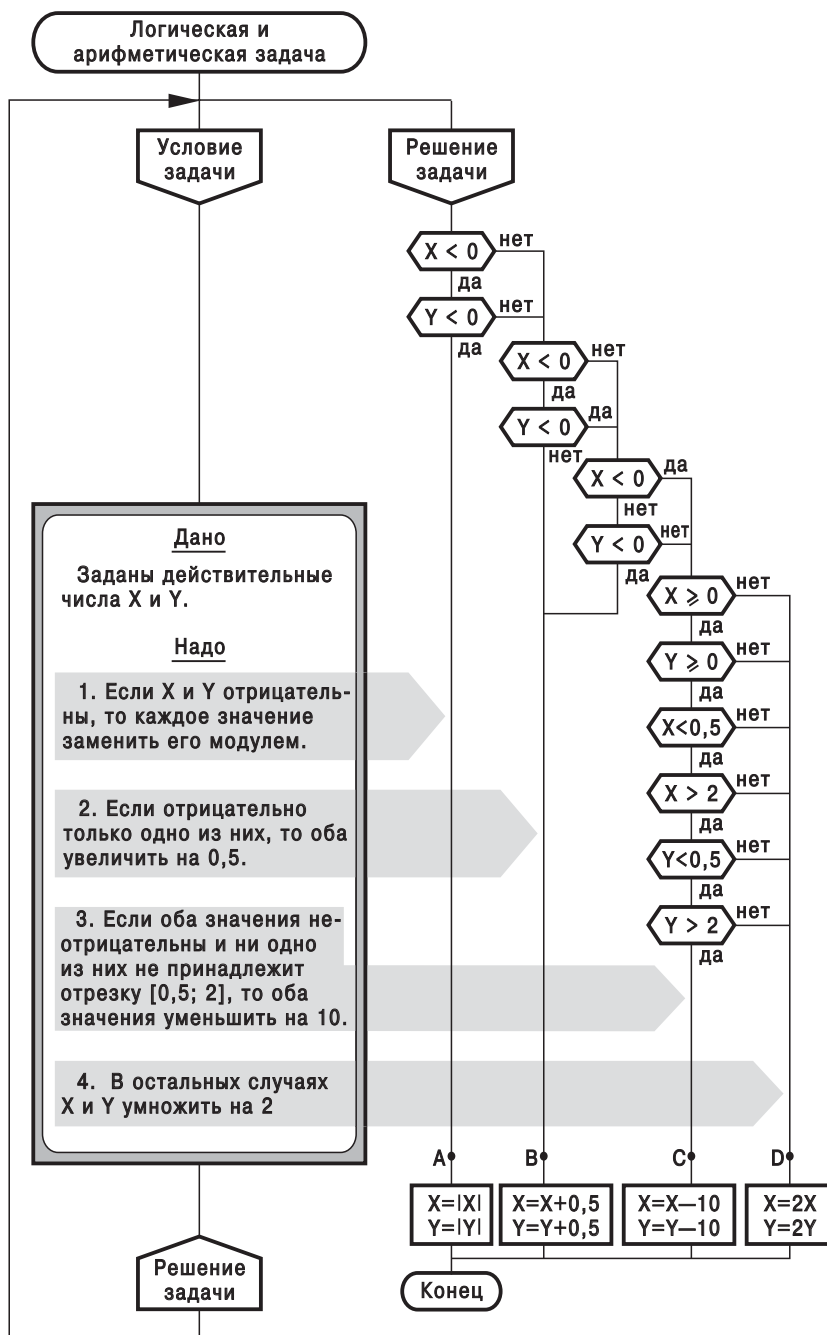 Логическая и
арифметическая задача
Условие
задачи
Решение
задачи
X < 0
нет
да
Y < 0
нет
да
X < 0
нет
да
Y < 0
да
нет
X < 0
да
нет
Y < 0
нет
да
X ⩾ 0
нет
да
Y ⩾ 0
нет
да
X<0,5
нет
да
X > 2
нет
да
Y<0,5
нет
да
Y > 2
нет
да
Дано
Заданы действительные
числа X и Y.
Надо
1. Если X и Y отрицатель-
ны, то каждое значение
заменить его модулем.
2. Если отрицательно
только одно из них, то оба
увеличить на 0,5.
3. Если оба значения не-
отрицательны и ни одно
из них не принадлежит
отрезку [0,5; 2], то оба
значения уменьшить на 10.
4. В остальных случаях
X и Y умножить на 2
A
B
C
D
X=|X|
Y=|Y|
X=X+0,5
Y=Y+0,5
X=X—10
Y=Y—10
X=2X
Y=2Y
Решение
задачи
Конец